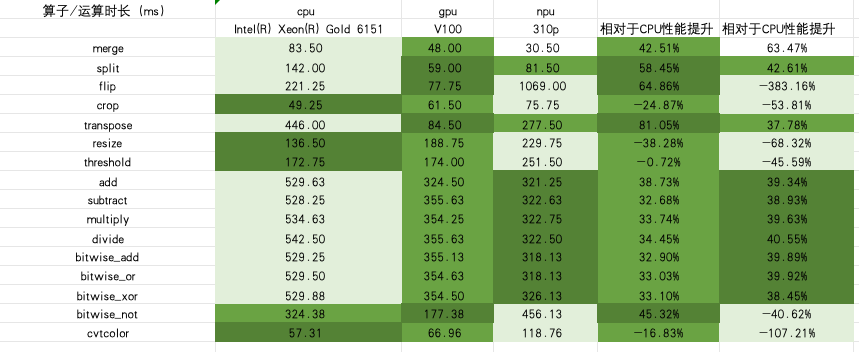 算子/运算时长 (ms) cpu gpu npu
Intel(R) Xeon(R) Gold 6151 V100 310p 相对于CPU性能提升 相对于CPU性能提升
merge 83.50 48.00 30.50 42.51% 63.47%
split 142.00 59.00 81.50 58.45% 42.61%
flip 221.25 77.75 1069.00 64.86% -383.16%
crop 49.25 61.50 75.75 -24.87% -53.81%
transpose 446.00 84.50 277.50 81.05% 37.78%
resize 136.50 188.75 229.75 -38.28% -68.32%
threshold 172.75 174.00 251.50 -0.72% -45.59%
add 529.63 324.50 321.25 38.73% 39.34%
subtract 528.25 355.63 322.63 32.68% 38.93%
multiply 534.63 354.25 322.75 33.74% 39.63%
divide 542.50 355.63 322.50 34.45% 40.55%
bitwise_add 529.25 355.13 318.13 32.90% 39.89%
bitwise_or 529.50 354.63 318.13 33.03% 39.92%
bitwise_xor 529.88 354.50 326.13 33.10% 38.45%
bitwise_not 324.38 177.38 456.13 45.32% -40.62%
cvtcolor 57.31 66.96 118.76 -16.83% -107.21%